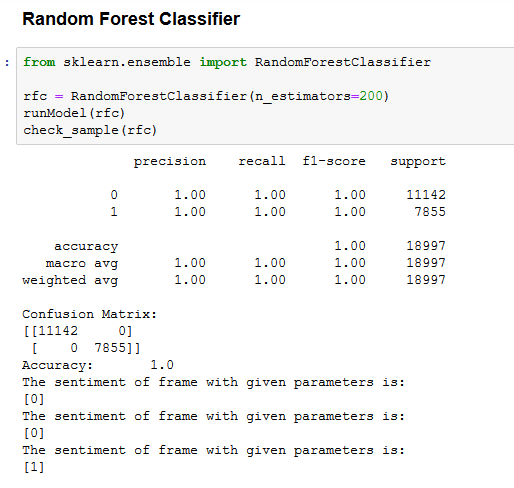 Random Forest Classifier
: from sklearn.ensemble import RandomForestClassifier
rfc = RandomForestClassifier(n_estimators=200)
runModel(rfc)
check_sample(rfc)
precision recall f1-score support
0 1.00 1.00 1.00 11142
1 1.00 1.00 1.00 7855
accuracy 1.00 18997
macro avg 1.00 1.00 1.00 18997
weighted avg 1.00 1.00 1.00 18997
Confusion Matrix:
[[11142 0]
[ 0 7855]]
Accuracy: 1.0
The sentiment of frame with given parameters is:
[0]
The sentiment of frame with given parameters is:
[0]
The sentiment of frame with given parameters is:
[1]